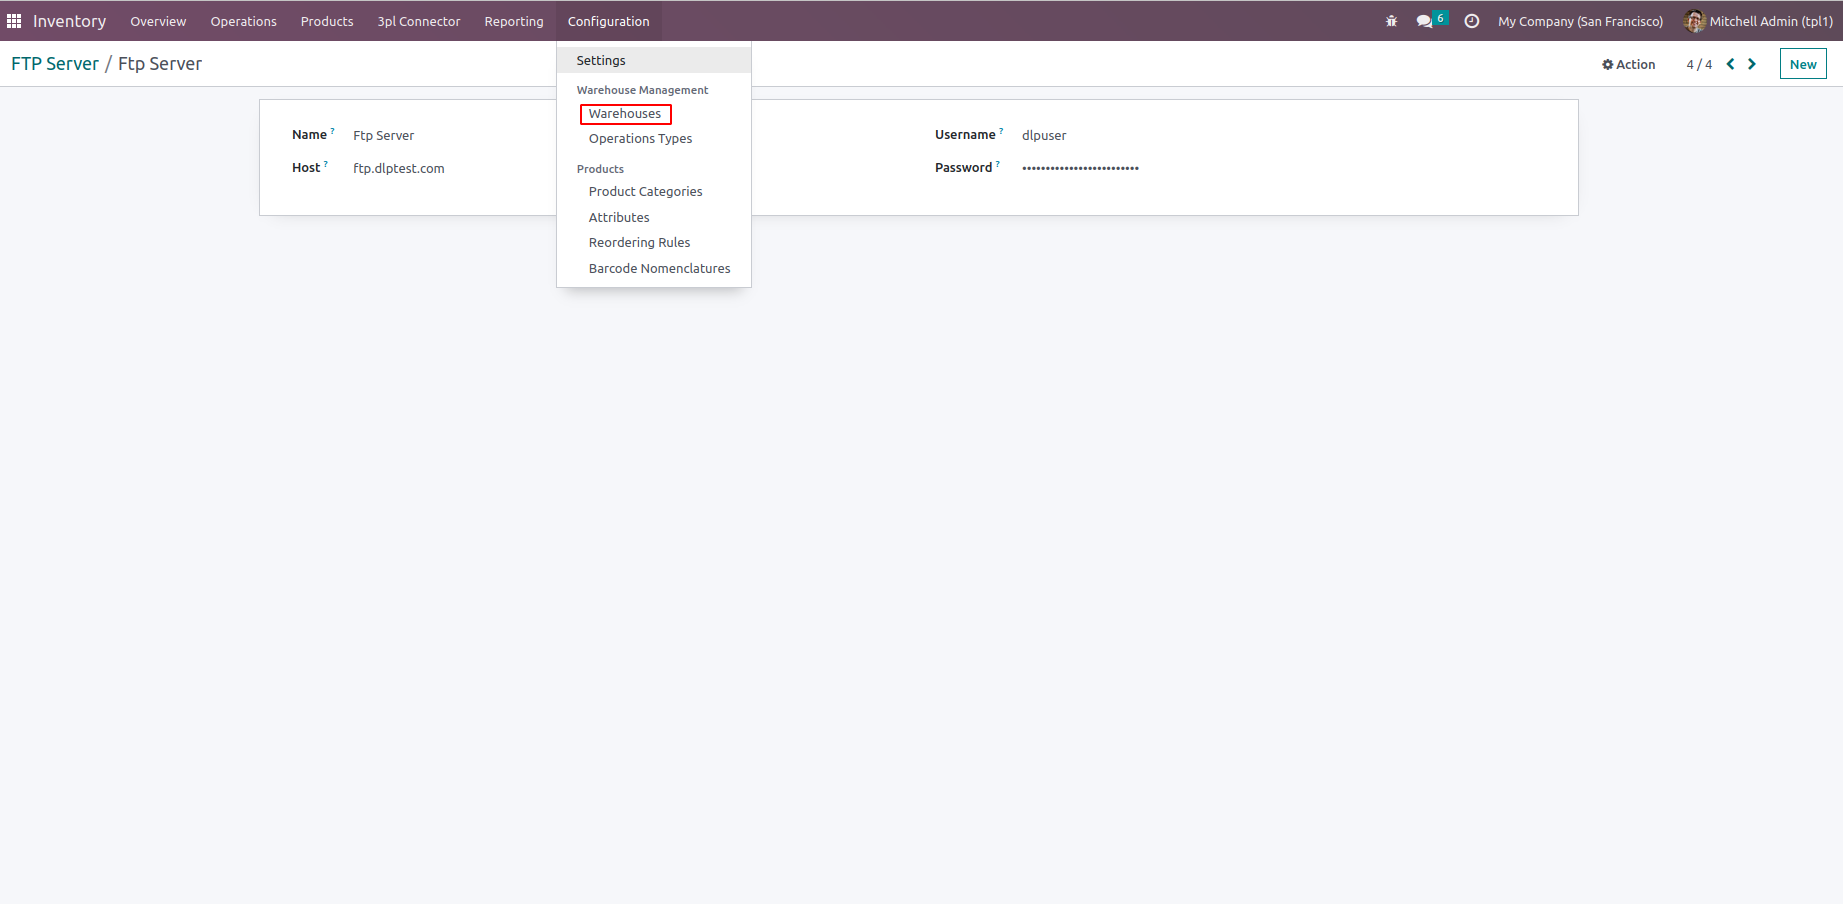 Inventory Overview Operations Products 3pl Connector Reporting Configuration 6 My Company (San Francisco) Mitchell Admin (tpl1)
FTP Server / Ftp Server Action 4 / 4 New
Settings
Warehouse Management
Warehouses
Operations Types
Products
Product Categories
Attributes
Reordering Rules
Barcode Nomenclatures
Name ? Ftp Server
Host ? ftp.dlptest.com
Username ? dlpuser
Password ? •••••••••••••••••••••••••